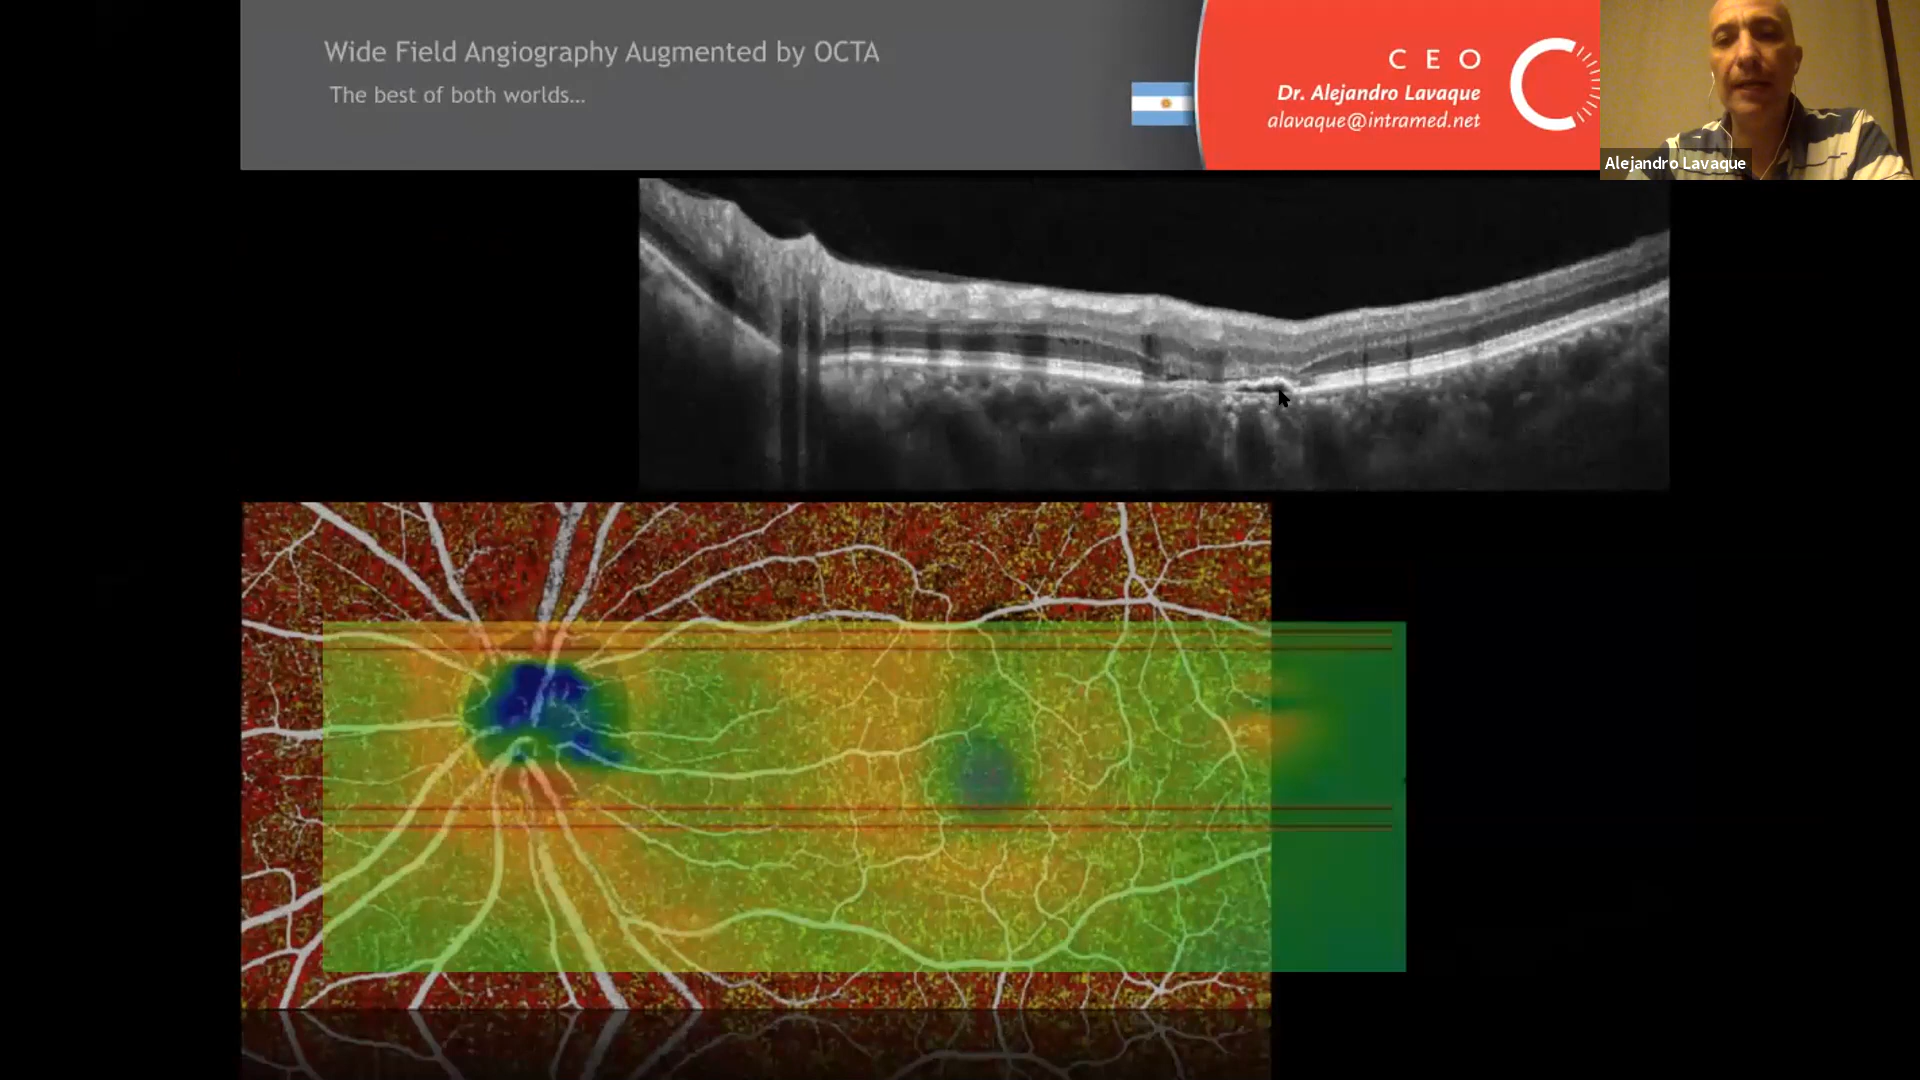 Wide Field Angiography Augmented by OCTA
The best of both worlds...
CEO
Dr. Alejandro Lavaque
alavaque@intramed.net
Alejandro Lavaque